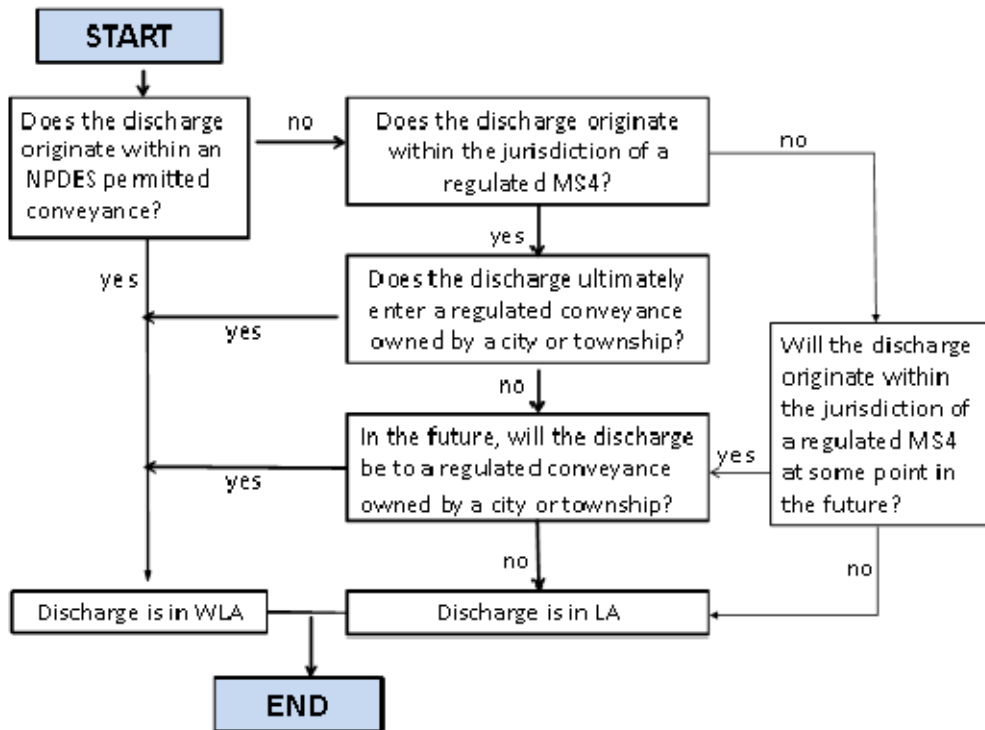 START
Does the discharge
originate within an
NPDES permitted
conveyance?
no
Does the discharge originate
within the jurisdiction of a
regulated MS4?
no
yes
yes
Does the discharge ultimately
enter a regulated conveyance
owned by a city or township?
yes
no
Will the discharge
originate within
the jurisdiction of
a regulated MS4
at some point in
the future?
In the future, will the discharge
be to a regulated conveyance
owned by a city or township?
yes
yes
no
no
Discharge is in WLA
Discharge is in LA
END